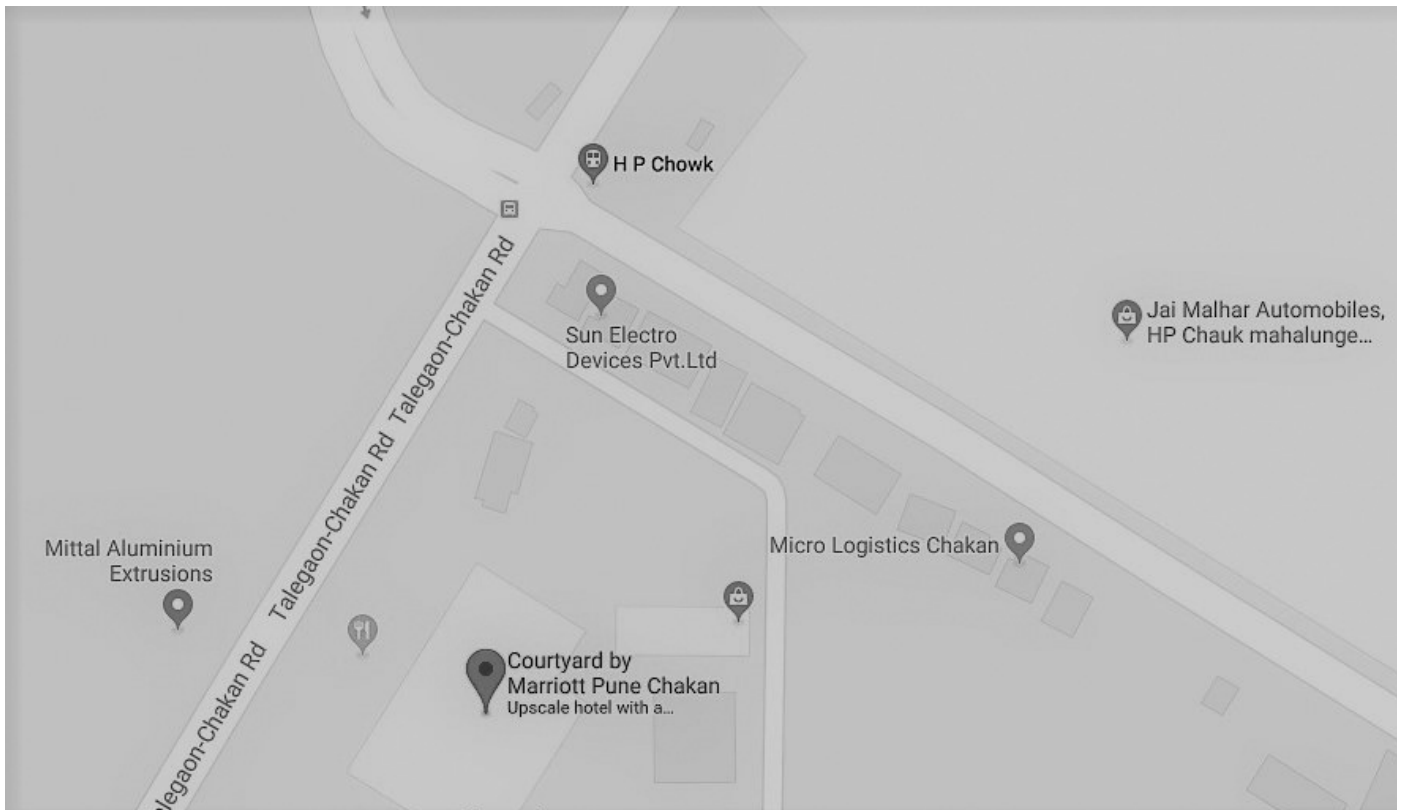 H P Chowk
Talegaon-Chakan Rd
Sun Electro
Devices Pvt.Ltd
Jai Malhar Automobiles,
HP Chauk mahalunge...
Talegaon-Chakan Rd
Mittal Aluminium
Extrusions
Micro Logistics Chakan
Courtyard by
Marriott Pune Chakan
Upscale hotel with a...
legaon-Chakan Rd